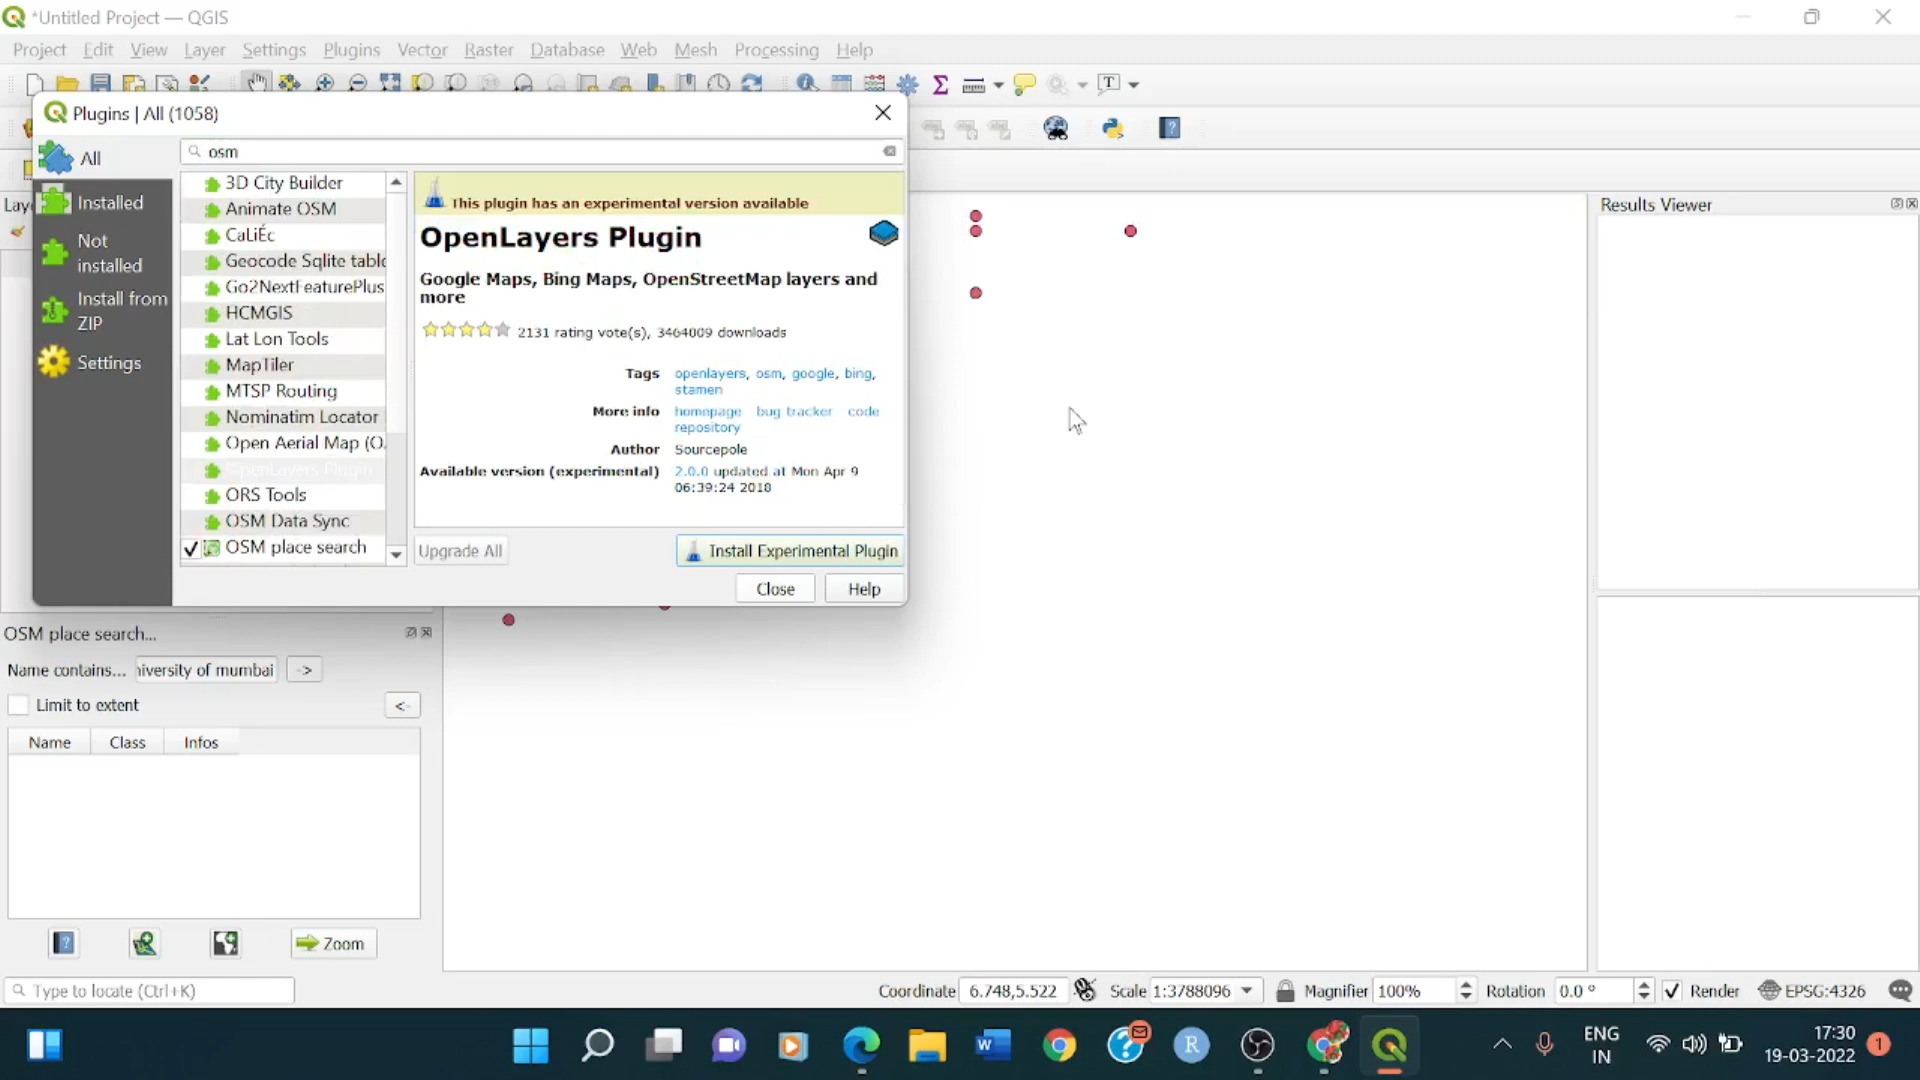 *Untitled Project — QGIS
Project Edit View Layer Settings Plugins Vector Raster Database Web Mesh Processing Help
Plugins | All (1058)
All
osm
Installed
Not installed
Install from ZIP
Settings
3D City Builder
Animate OSM
CaLiÉc
Geocode Sqlite table
Go2NextFeaturePlus
HCMGIS
Lat Lon Tools
MapTiler
MTSP Routing
Nominatim Locator
Open Aerial Map (O.
OpenLayers Plugin
ORS Tools
OSM Data Sync
OSM place search
This plugin has an experimental version available
OpenLayers Plugin
Google Maps, Bing Maps, OpenStreetMap layers and
more
2131 rating vote(s), 3464009 downloads
Tags openlayers, osm, google, bing,
stamen
More info homepage bug tracker code
repository
Author Sourcepole
Available version (experimental) 2.0.0 updated at Mon Apr 9
06:39:24 2018
Upgrade All
Install Experimental Plugin
Close
Help
Lay
Results Viewer
OSM place search...
Name contains... niversity of mumbai ->
Limit to extent <-
Name Class Infos
Zoom
Type to locate (Ctrl+K)
Coordinate 6.748,5.522 Scale 1:3788096 Magnifier 100% Rotation 0.0 ° Render EPSG:4326
ENG
IN
17:30
19-03-2022
1